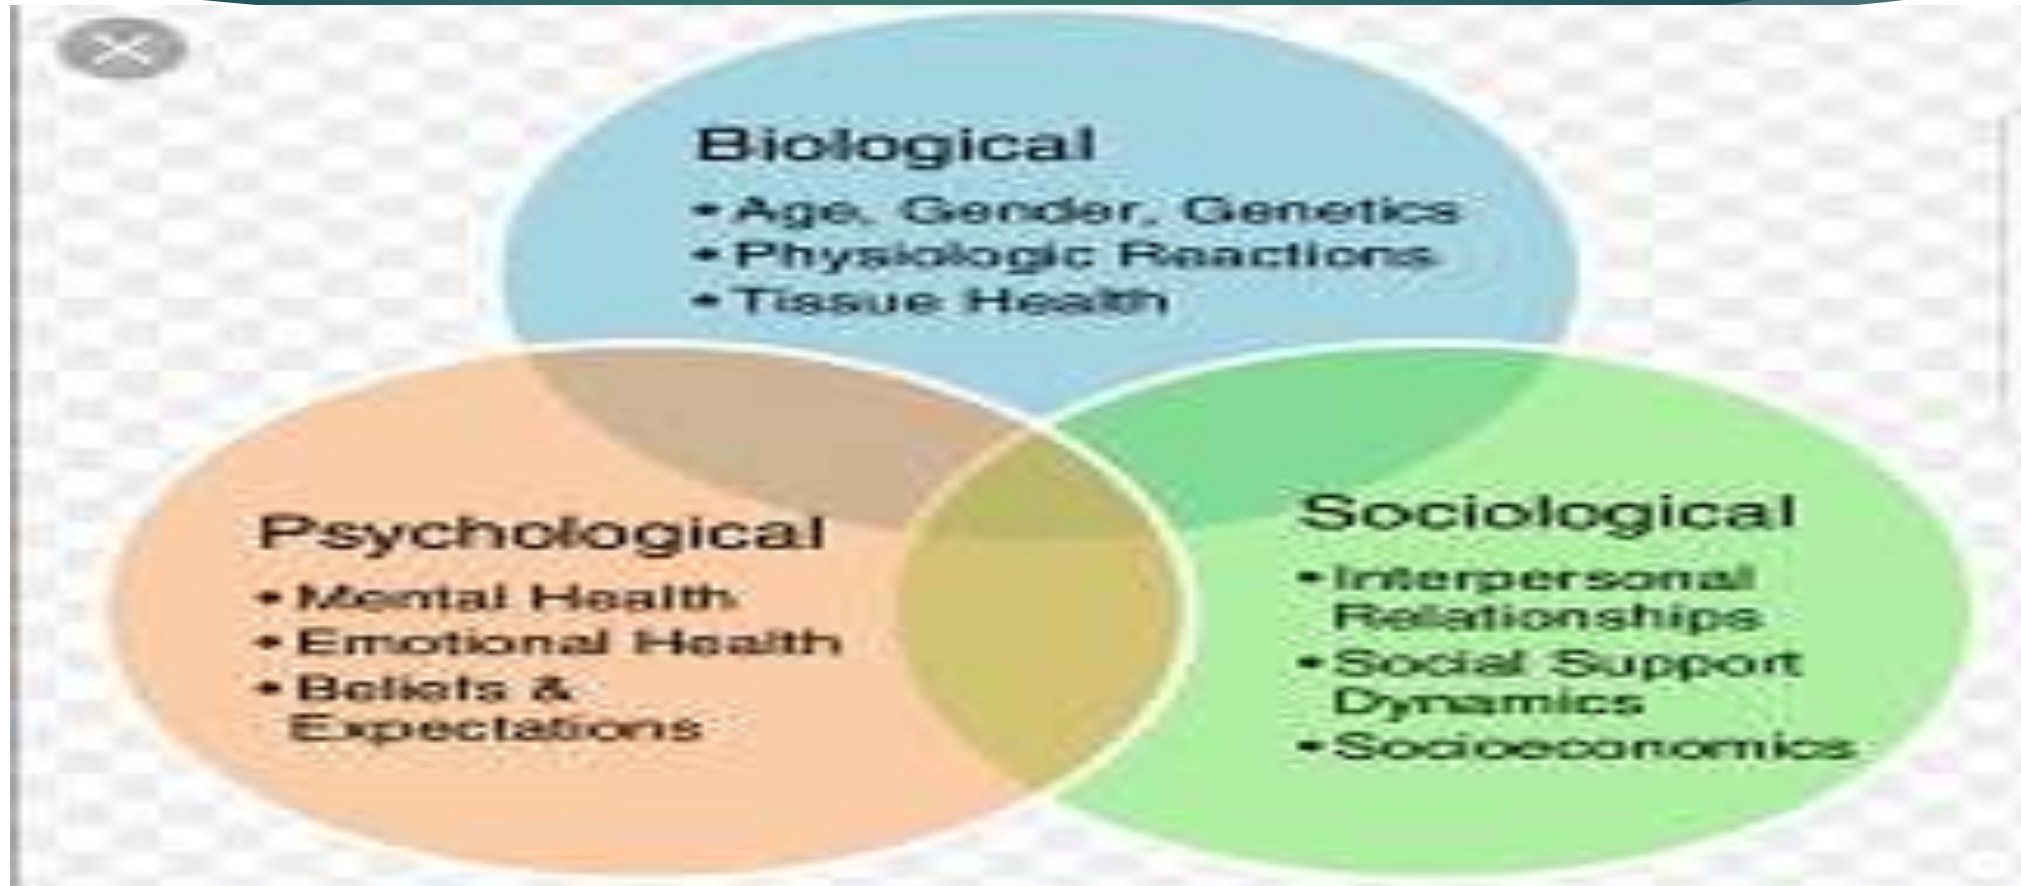 Biological
• Age, Gender, Genetics
• Physiologic Reactions
• Tissue Health
Psychological
• Mental Health
• Emotional Health
• Beliefs &
Expectations
Sociological
• Interpersonal
Relationships
• Social Support
Dynamics
• Socioeconomics